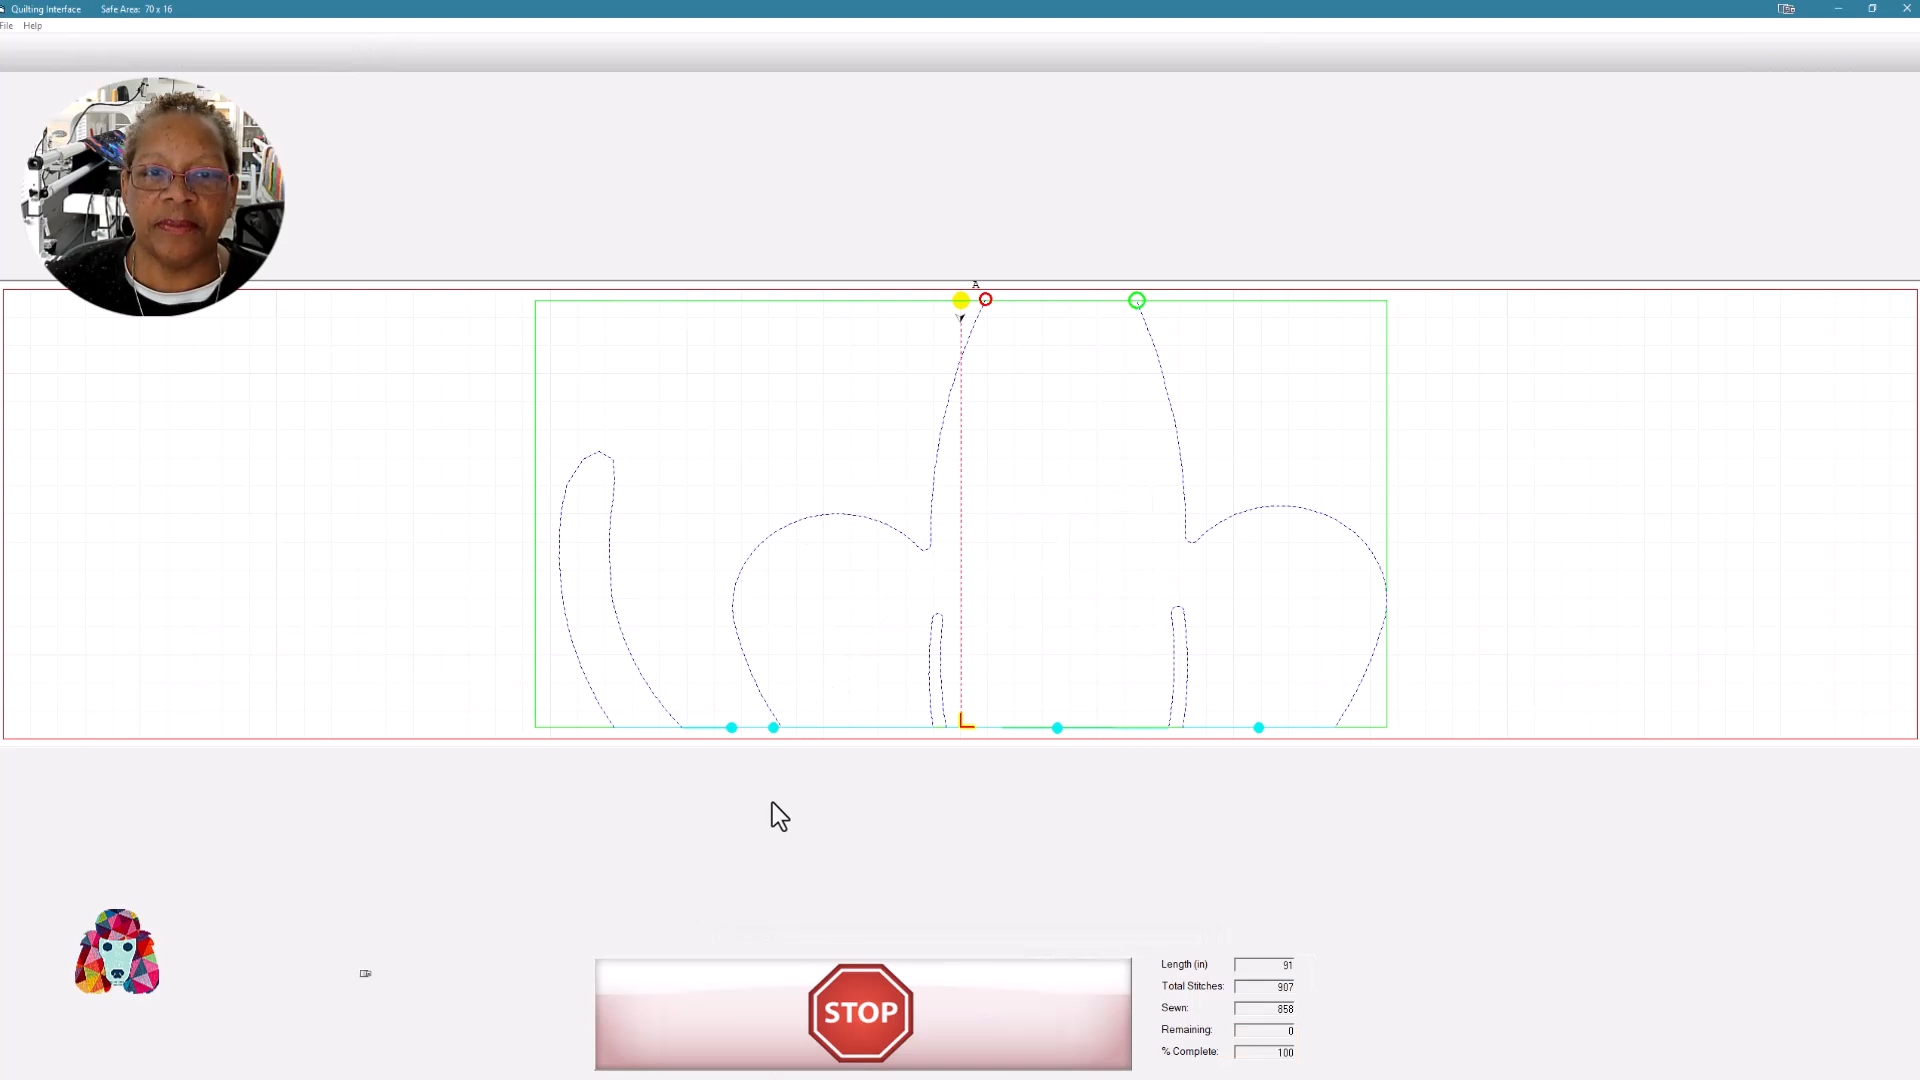 Quilting Interface Safe Area: 70 x 16
File Help
A
STOP
Length (in) 91
Total Stitches: 907
Sewn: 858
Remaining: 0
% Complete: 100